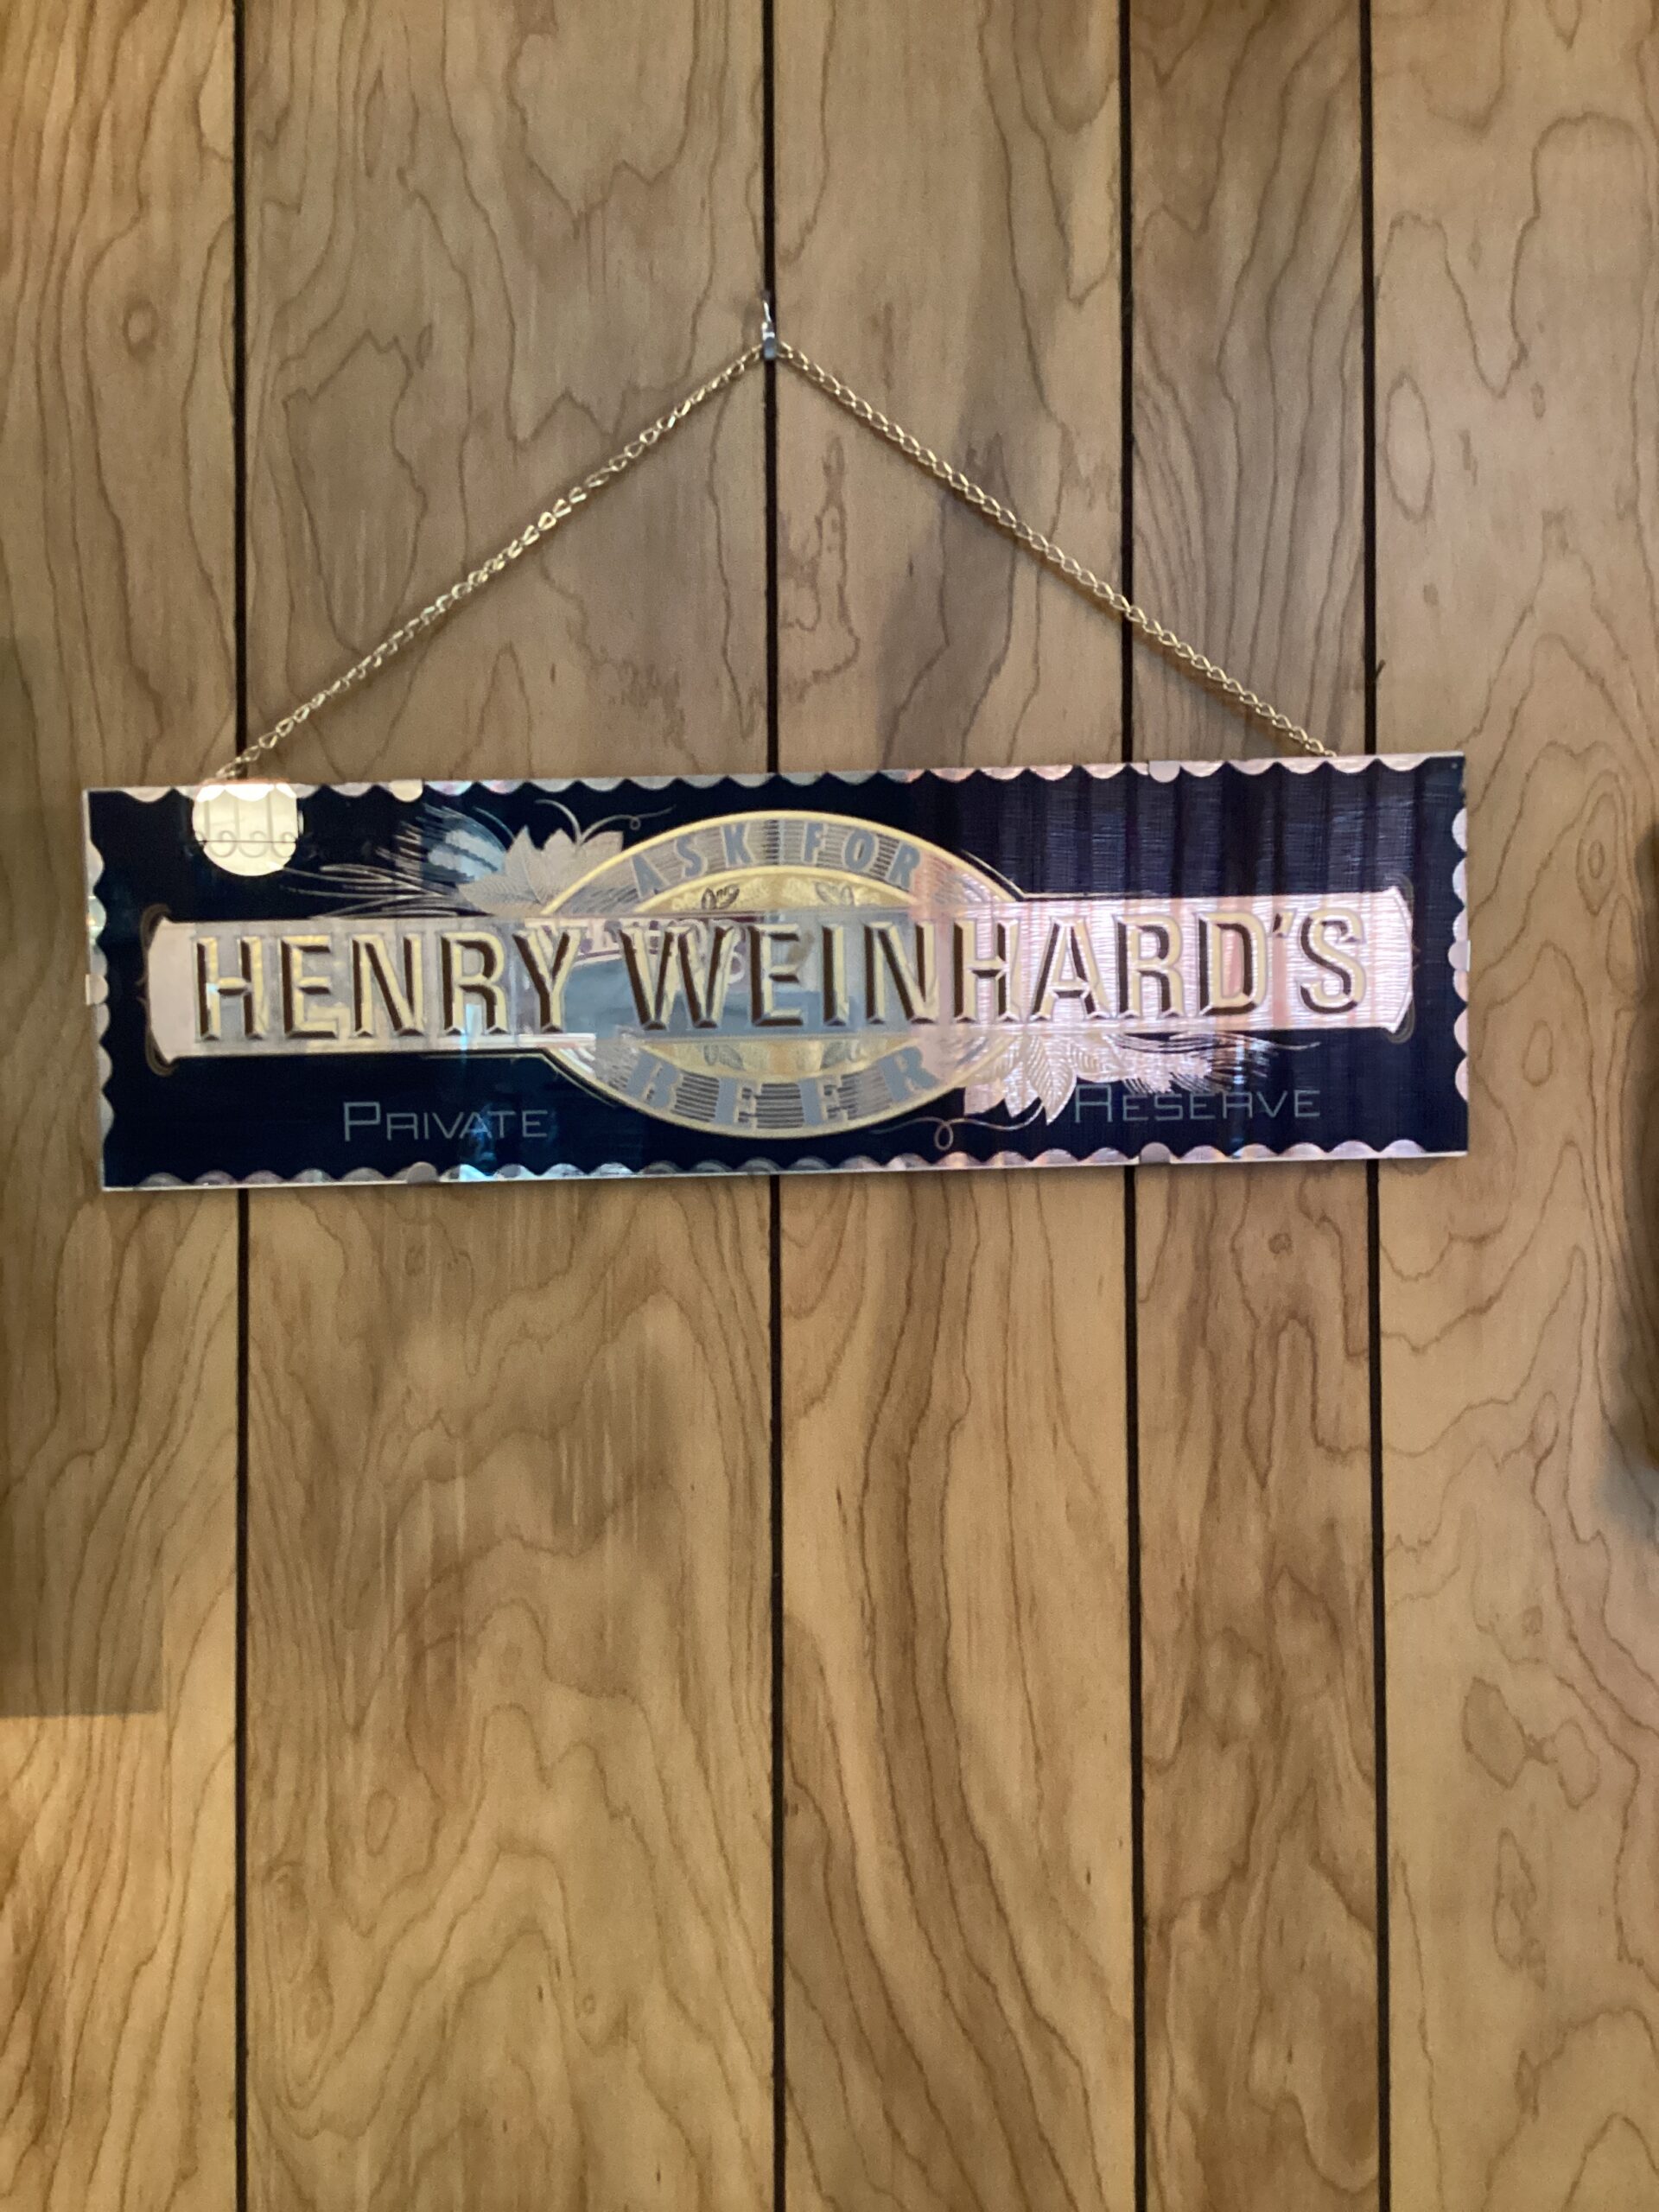 ASK FOR
HENRY WEINHARD'S
BEER
PRIVATE RESERVE